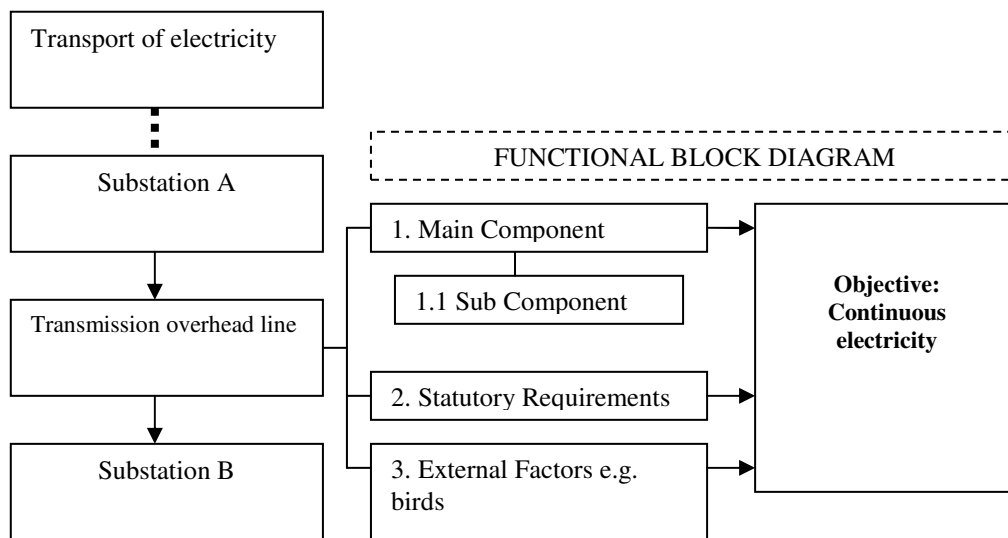 Transport of electricity
FUNCTIONAL BLOCK DIAGRAM
Substation A
1. Main Component
1.1 Sub Component
Objective:
Continuous
electricity
Transmission overhead line
2. Statutory Requirements
Substation B
3. External Factors e.g.
birds